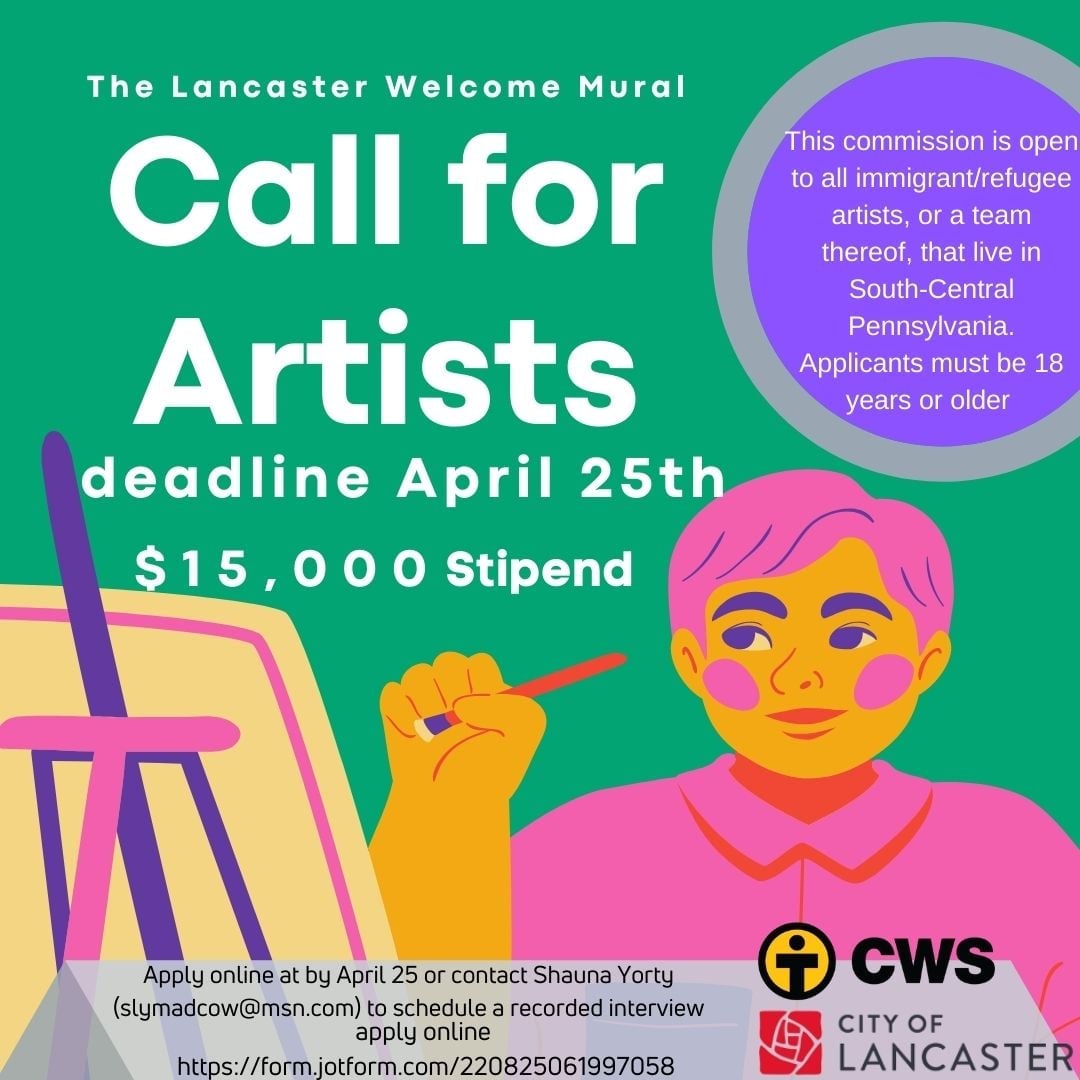 The Lancaster Welcome Mural
Call for
Artists
deadline April 25th
$15,000 Stipend
This commission is open
to all immigrant/refugee
artists, or a team
thereof, that live in
South-Central
Pennsylvania.
Applicants must be 18
years or older
Apply online at by April 25 or contact Shauna Yorty
(slymadcow@msn.com) to schedule a recorded interview
apply online
https://form.jotform.com/220825061997058
CWS
CITY OF
LANCASTER